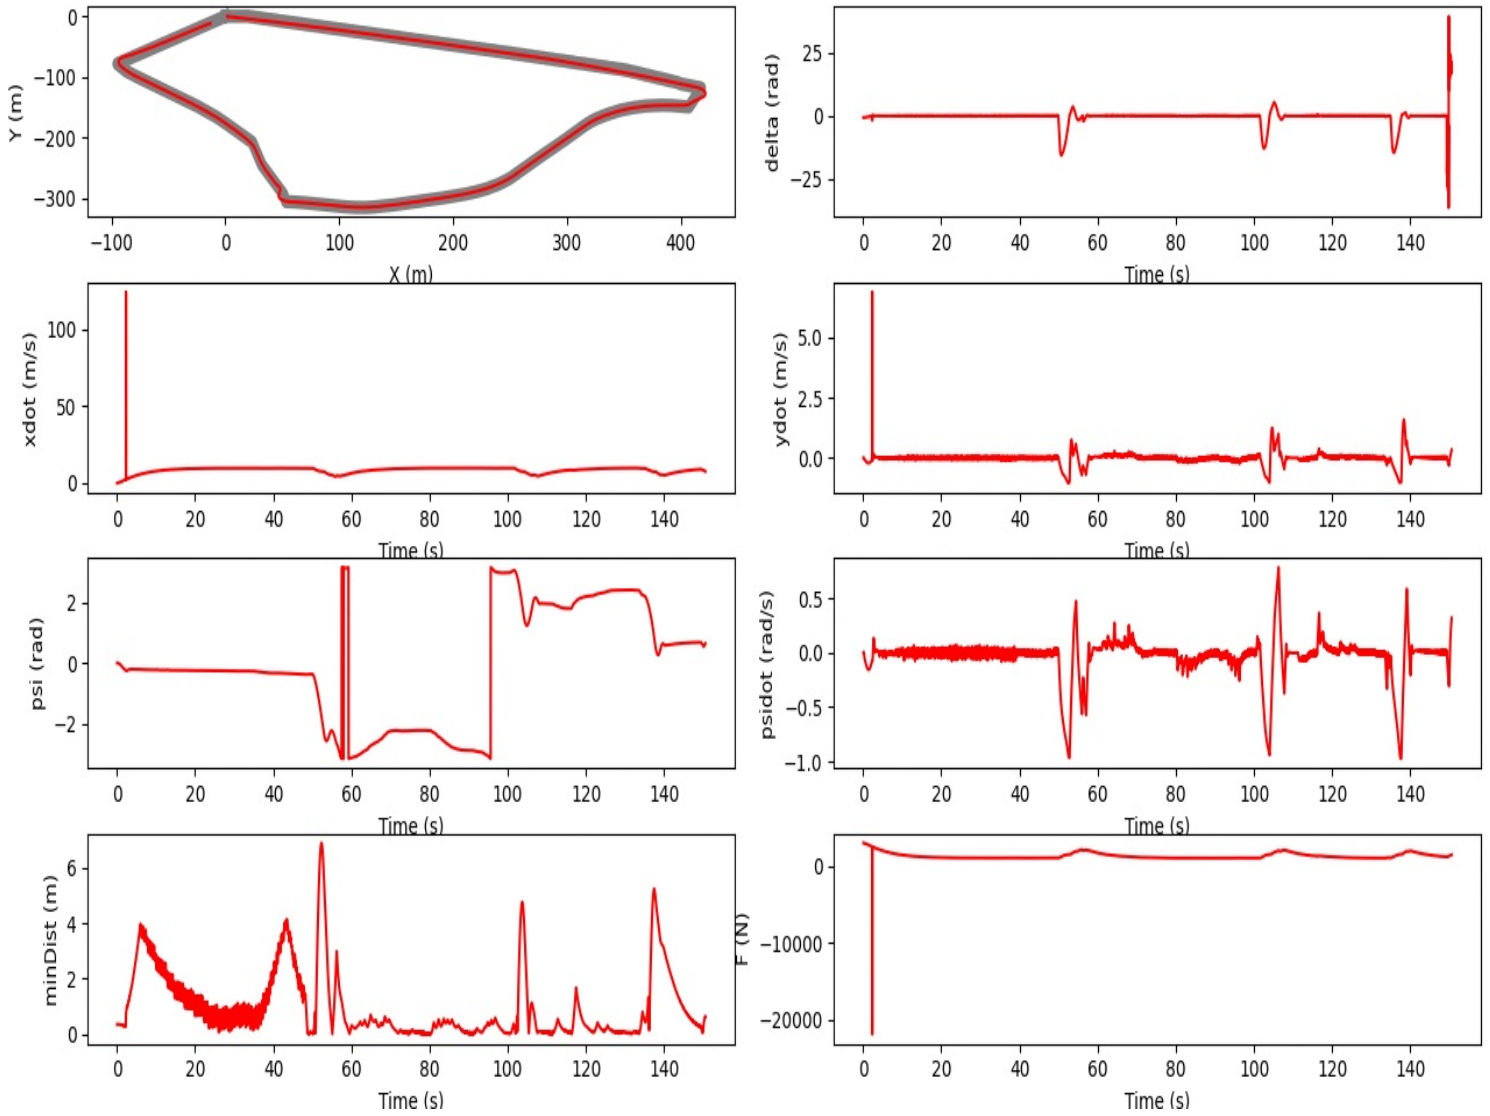 0
−100
−200
−300
Y (m)
−100 0 100 200 300 400
X (m)
25
0
−25
delta (rad)
0 20 40 60 80 100 120 140
Time (s)
100
50
0
xdot (m/s)
0 20 40 60 80 100 120 140
Time (s)
5.0
2.5
0.0
ydot (m/s)
0 20 40 60 80 100 120 140
Time (s)
2
0
−2
psi (rad)
0 20 40 60 80 100 120 140
Time (s)
0.5
0.0
−0.5
−1.0
psidot (rad/s)
0 20 40 60 80 100 120 140
Time (s)
6
4
2
0
minDist (m)
0 20 40 60 80 100 120 140
Time (s)
0
−10000
−20000
F (N)
0 20 40 60 80 100 120 140
Time (s)